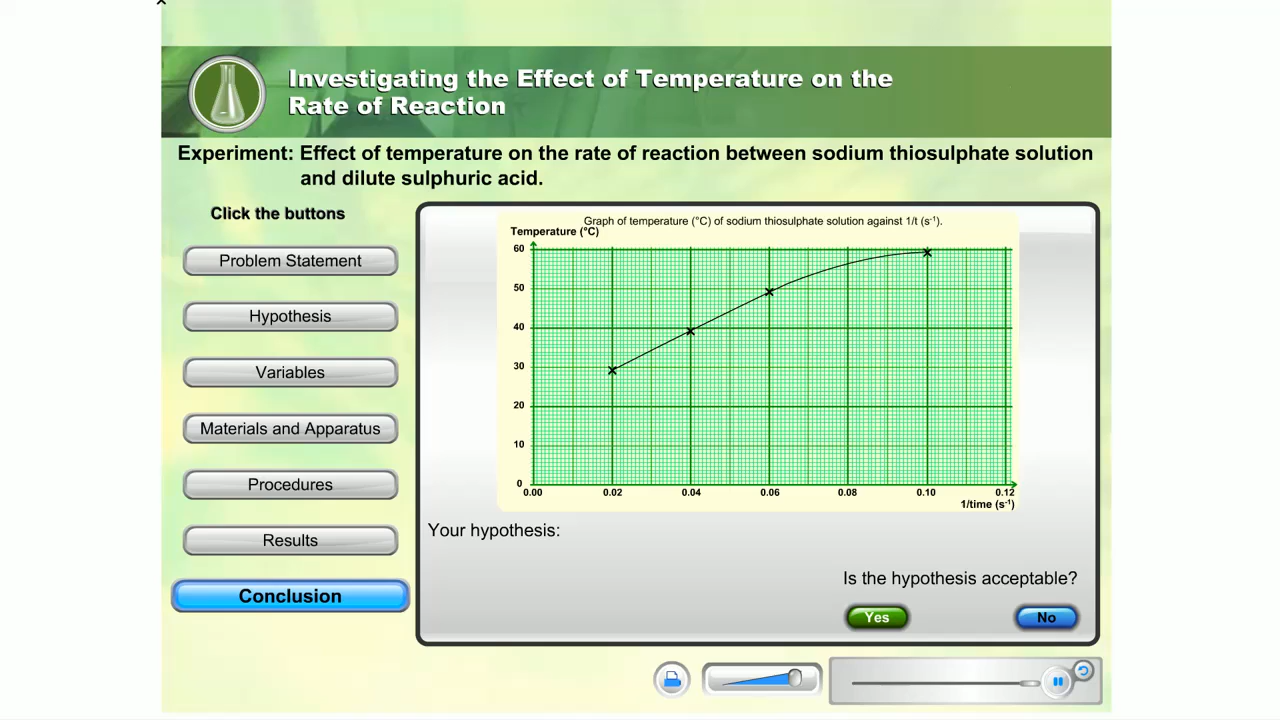 Investigating the Effect of Temperature on the
Rate of Reaction
Experiment: Effect of temperature on the rate of reaction between sodium thiosulphate solution
and dilute sulphuric acid.
Click the buttons
Problem Statement
Hypothesis
Variables
Materials and Apparatus
Procedures
Results
Conclusion
Graph of temperature (°C) of sodium thiosulphate solution against 1/t (s⁻¹).
Temperature (°C)
60
50
40
30
20
10
0
0.00 0.02 0.04 0.06 0.08 0.10 0.12
1/time (s⁻¹)
Your hypothesis:
Is the hypothesis acceptable?
Yes No